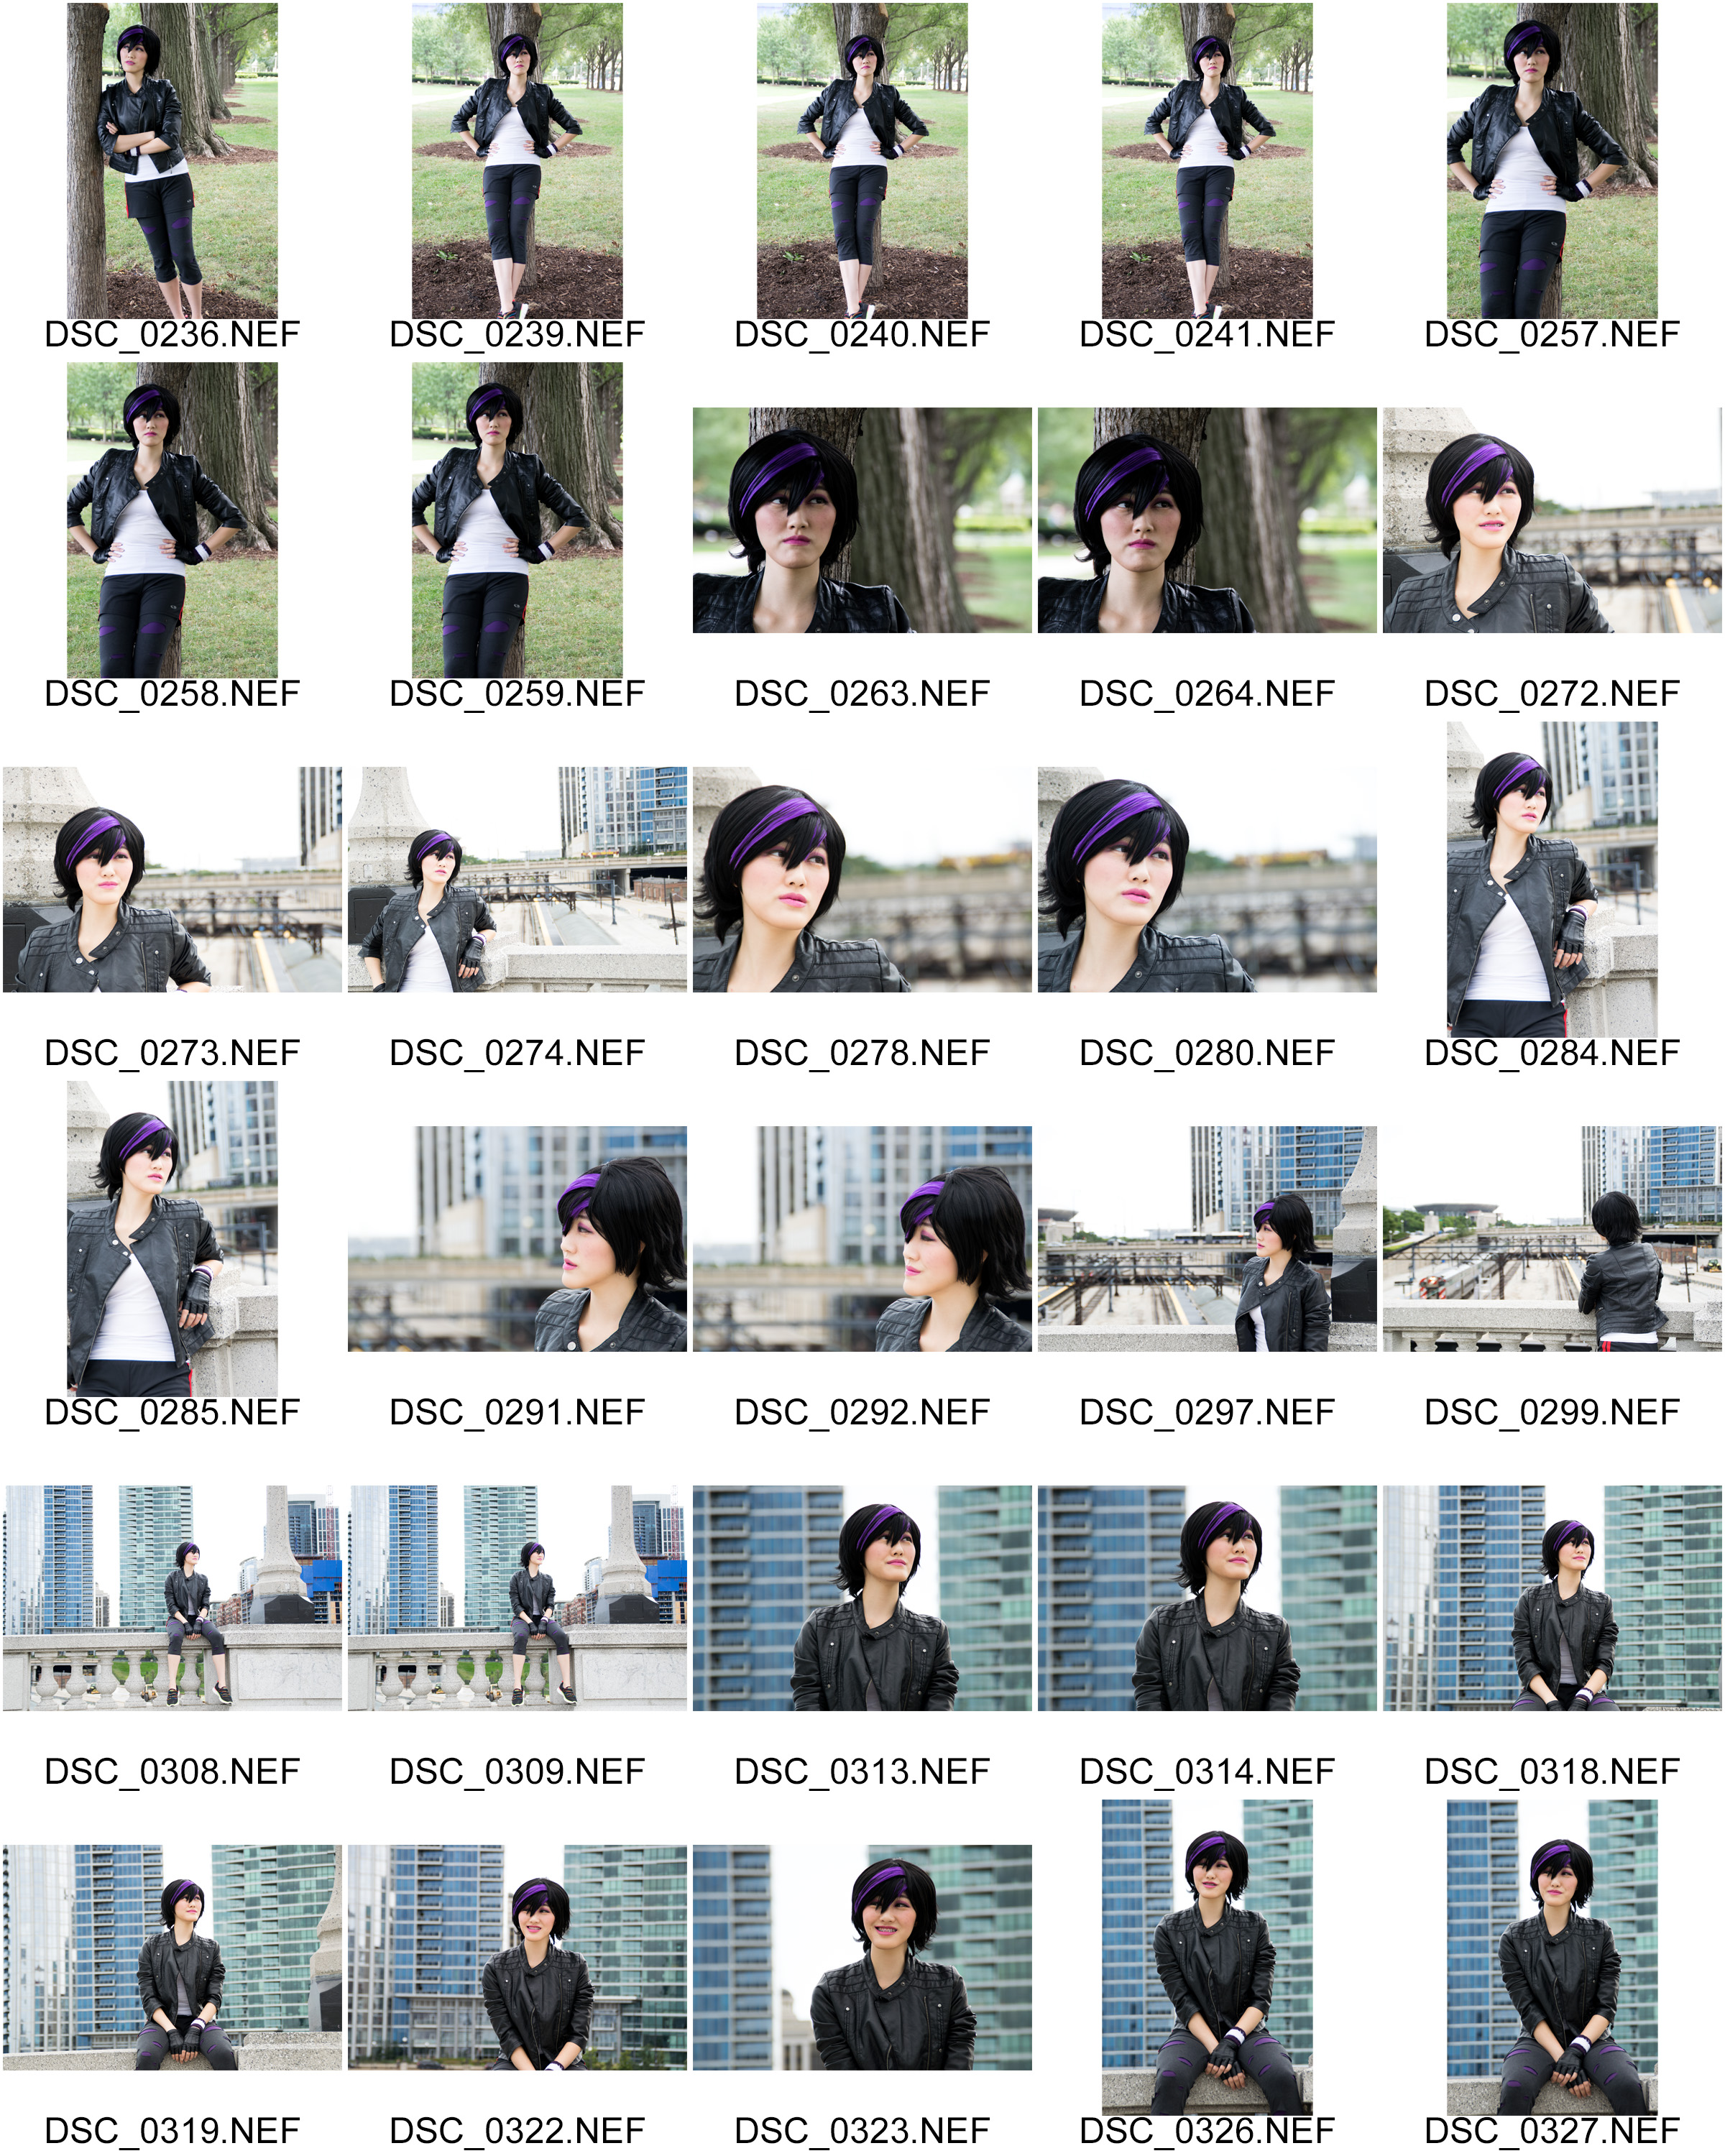 DSC_0236.NEF DSC_0239.NEF DSC_0240.NEF DSC_0241.NEF DSC_0257.NEF
DSC_0258.NEF DSC_0259.NEF DSC_0263.NEF DSC_0264.NEF DSC_0272.NEF
DSC_0273.NEF DSC_0274.NEF DSC_0278.NEF DSC_0280.NEF DSC_0284.NEF
DSC_0285.NEF DSC_0291.NEF DSC_0292.NEF DSC_0297.NEF DSC_0299.NEF
DSC_0308.NEF DSC_0309.NEF DSC_0313.NEF DSC_0314.NEF DSC_0318.NEF
DSC_0319.NEF DSC_0322.NEF DSC_0323.NEF DSC_0326.NEF DSC_0327.NEF